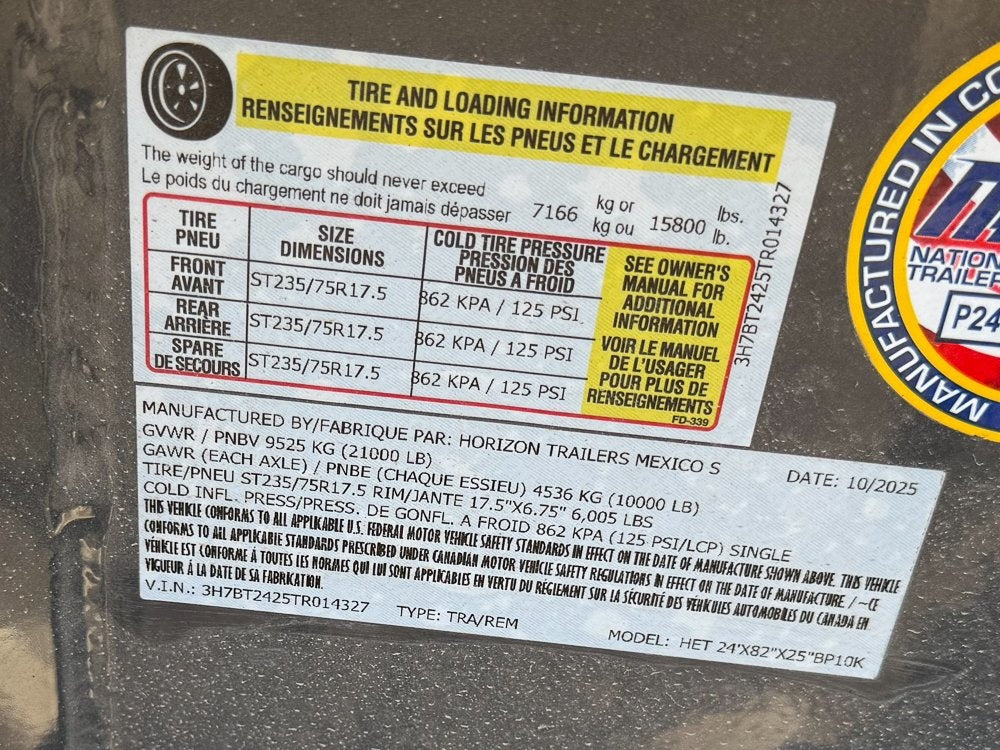 TIRE AND LOADING INFORMATION
RENSEIGNEMENTS SUR LES PNEUS ET LE CHARGEMENT
The weight of the cargo should never exceed
Le poids du chargement ne doit jamais dépasser
7166
kg or
kg ou
15800
lbs.
lb.
TIRE
PNEU
SIZE
DIMENSIONS
COLD TIRE PRESSURE
PRESSION DES
PNEUS A FROID
FRONT
AVANT
ST235/75R17.5
862 KPA / 125 PSI
REAR
ARRIÈRE
ST235/75R17.5
862 KPA / 125 PSI
SPARE
DE SECOURS
ST235/75R17.5
862 KPA / 125 PSI
SEE OWNER'S
MANUAL FOR
ADDITIONAL
INFORMATION
VOIR LE MANUEL
DE L'USAGER
POUR PLUS DE
RENSEIGNEMENTS
FD-339
3H7BT2425TR014327
MANUFACTURED BY/FABRIQUE PAR: HORIZON TRAILERS MEXICO S
DATE: 10/2025
GVWR / PNBV 9525 KG (21000 LB)
GAWR (EACH AXLE) / PNBE (CHAQUE ESSIEU) 4536 KG (10000 LB)
TIRE/PNEU ST235/75R17.5 RIM/JANTE 17.5"X6.75" 6,005 LBS
COLD INFL. PRESS/PRESS. DE GONFL. A FROID 862 KPA (125 PSI/LCP) SINGLE
THIS VEHICLE CONFORMS TO ALL APPLICABLE U.S. FEDERAL MOTOR VEHICLE SAFETY STANDARDS IN EFFECT ON THE DATE OF MANUFACTURE SHOWN ABOVE. THIS VEHICLE
CONFORMS TO ALL APPLICABLE STANDARDS PRESCRIBED UNDER CANADIAN MOTOR VEHICLE SAFETY REGULATIONS IN EFFECT ON THE DATE OF MANUFACTURE / ~CE
VÉHICLE EST CONFORME À TOUTES LES NORMES QUI LUI SONT APPLICABLES EN VERTU DU RÉGLEMENT SUR LA SÉCURITÉ DES VÉHICULES AUTOMOBILES DU CANADA EN
VIGUEUR À LA DATE DE SA FABRICATION.
V.I.N.: 3H7BT2425TR014327
TYPE: TRA/REM
MODEL: HET 24'X82"X25"BP10K
MANUFACTURED IN CO
NATION
TRAILER
P24
MAN